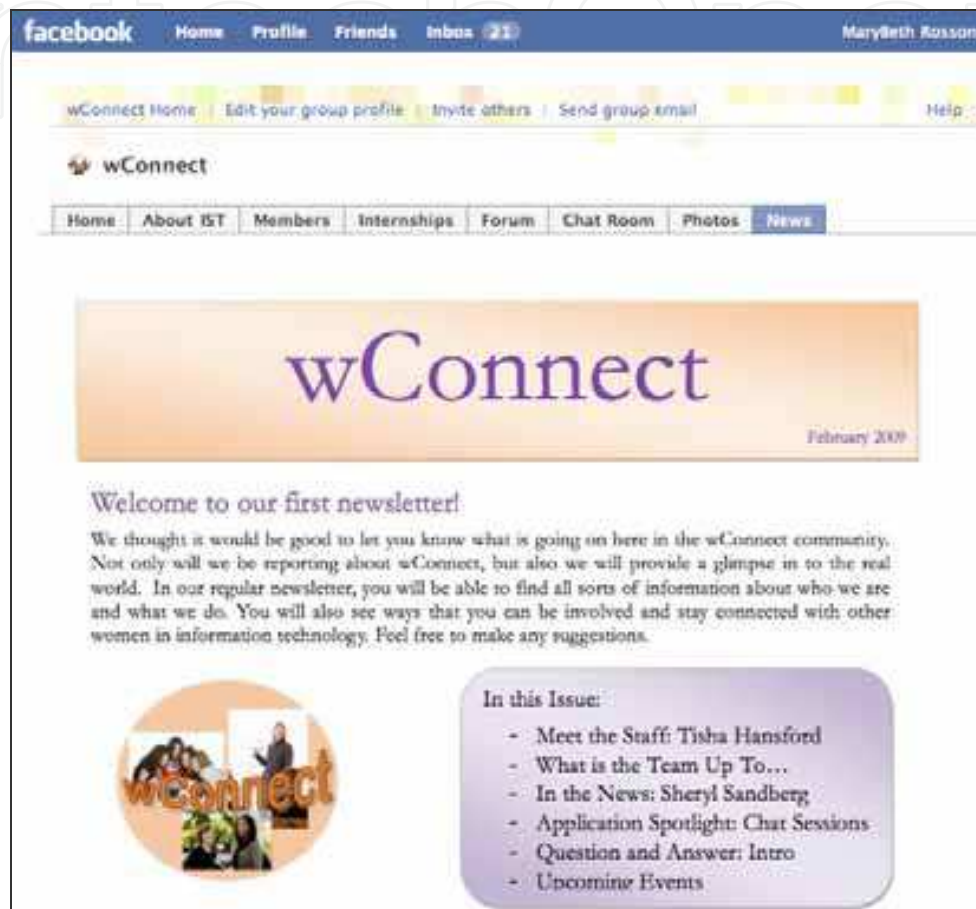 facebook Home Profile Friends Inbox 21 MaryBeth Rosson
wConnect Home | Edit your group profile | Invite others | Send group email Help
wConnect
Home About IST Members Internships Forum Chat Room Photos News
wConnect
February 2009
Welcome to our first newsletter!
We thought it would be good to let you know what is going on here in the wConnect community.
Not only will we be reporting about wConnect, but also we will provide a glimpse in to the real
world. In our regular newsletter, you will be able to find all sorts of information about who we are
and what we do. You will also see ways that you can be involved and stay connected with other
women in information technology. Feel free to make any suggestions.
wConnect
In this Issue:
- Meet the Staff: Tisha Hansford
- What is the Team Up To…
- In the News: Sheryl Sandberg
- Application Spotlight: Chat Sessions
- Question and Answer: Intro
- Upcoming Events